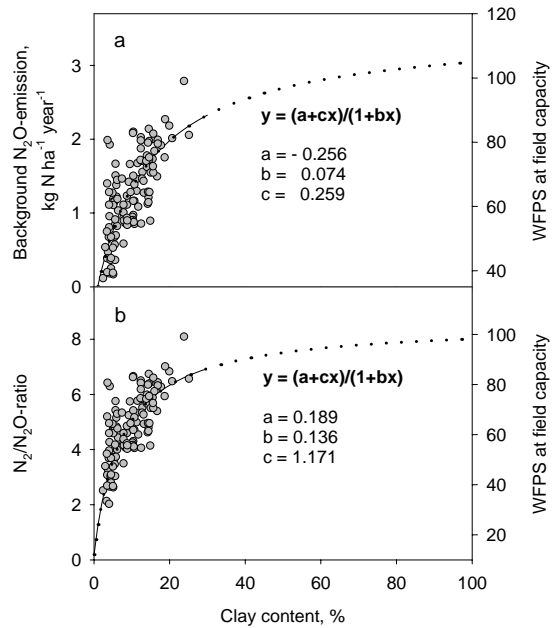 a
Background N₂O-emission,
kg N ha⁻¹ year⁻¹
3
2
1
0
120
100
80
60
40
WFPS at field capacity
y = (a+cx)/(1+bx)
a = - 0.256
b = 0.074
c = 0.259
b
N₂/N₂O-ratio
8
6
4
2
0
100
80
60
40
20
WFPS at field capacity
y = (a+cx)/(1+bx)
a = 0.189
b = 0.136
c = 1.171
0 20 40 60 80 100
Clay content, %